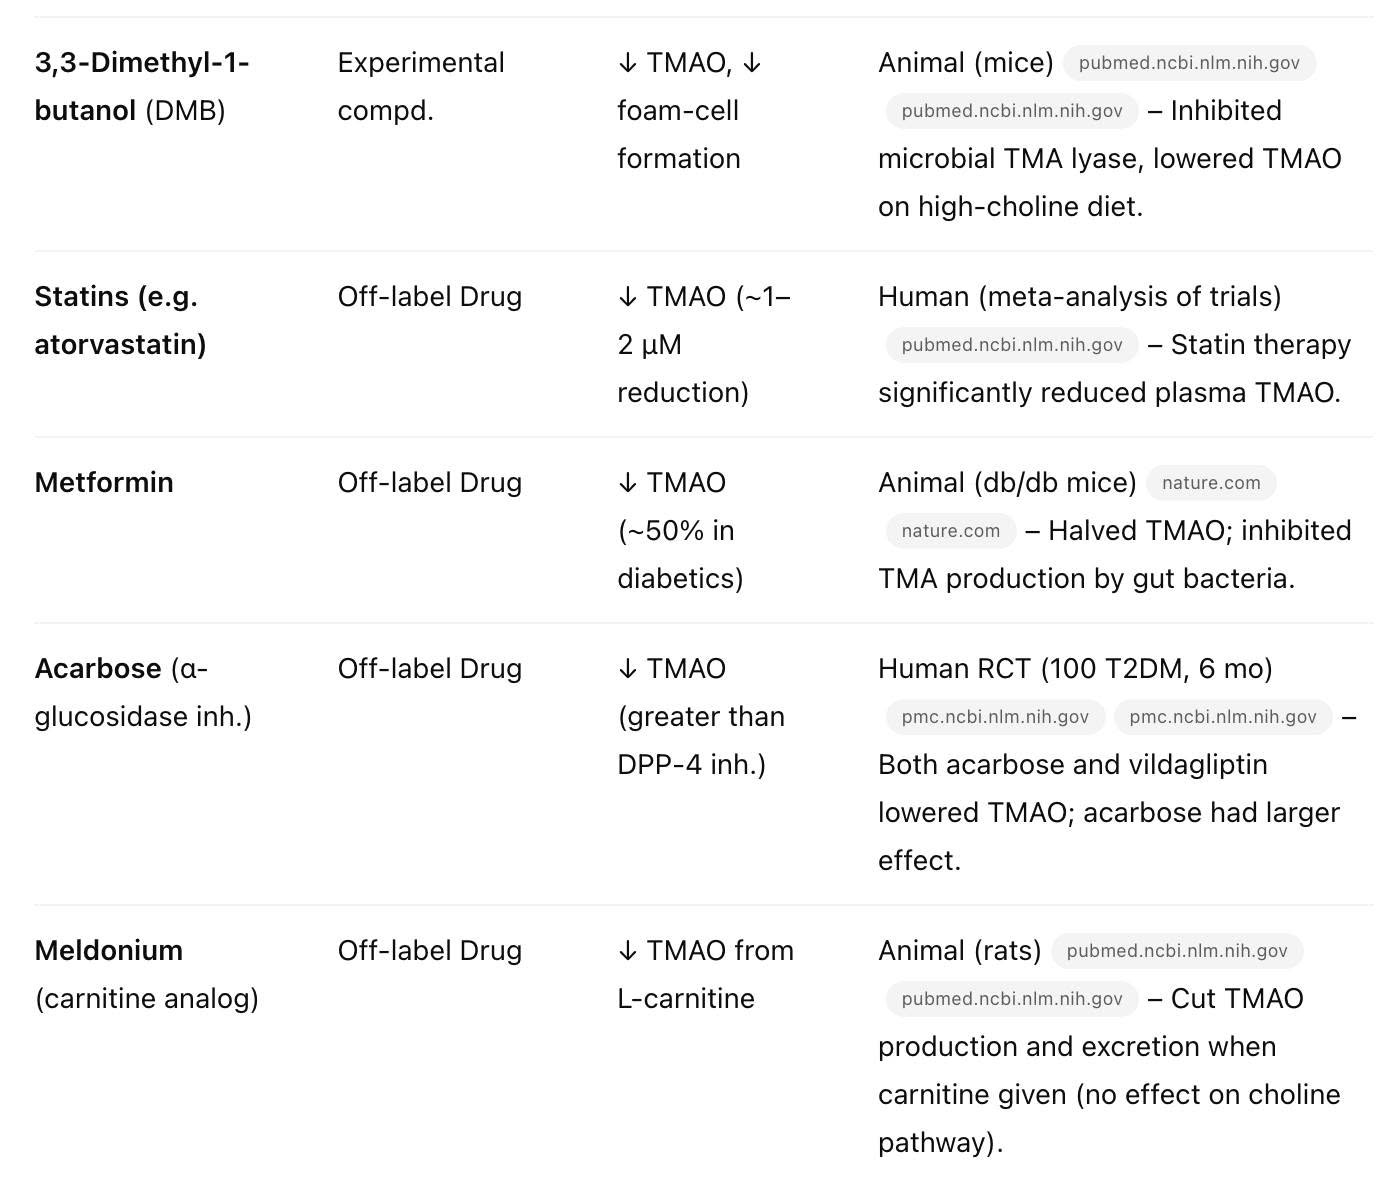 3,3-Dimethyl-1-
butanol (DMB)
Experimental
compd.
↓ TMAO, ↓
foam-cell
formation
Animal (mice) pubmed.ncbi.nlm.nih.gov
pubmed.ncbi.nlm.nih.gov – Inhibited
microbial TMA lyase, lowered TMAO
on high-choline diet.
Statins (e.g.
atorvastatin)
Off-label Drug
↓ TMAO (~1–
2 µM
reduction)
Human (meta-analysis of trials)
pubmed.ncbi.nlm.nih.gov – Statin therapy
significantly reduced plasma TMAO.
Metformin
Off-label Drug
↓ TMAO
(~50% in
diabetics)
Animal (db/db mice) nature.com
nature.com – Halved TMAO; inhibited
TMA production by gut bacteria.
Acarbose (α-
glucosidase inh.)
Off-label Drug
↓ TMAO
(greater than
DPP-4 inh.)
Human RCT (100 T2DM, 6 mo)
pmc.ncbi.nlm.nih.gov pmc.ncbi.nlm.nih.gov –
Both acarbose and vildagliptin
lowered TMAO; acarbose had larger
effect.
Meldonium
(carnitine analog)
Off-label Drug
↓ TMAO from
L-carnitine
Animal (rats) pubmed.ncbi.nlm.nih.gov
pubmed.ncbi.nlm.nih.gov – Cut TMAO
production and excretion when
carnitine given (no effect on choline
pathway).